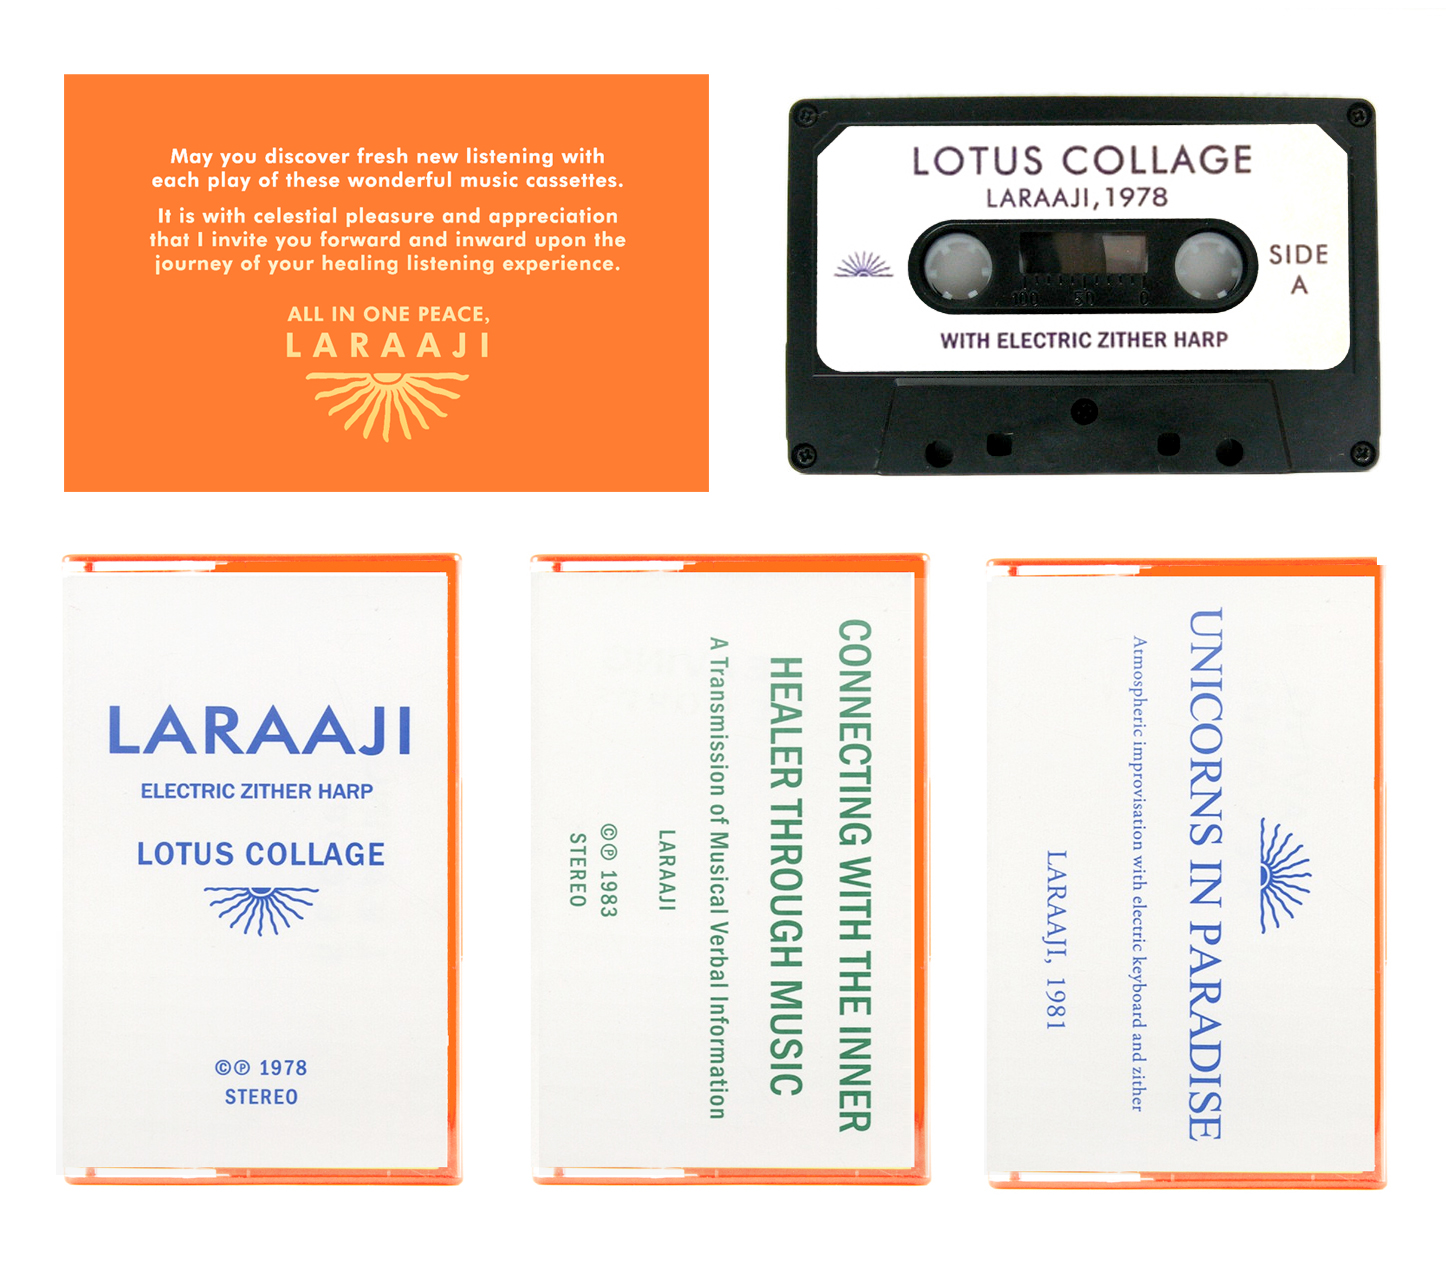 May you discover fresh new listening with
each play of these wonderful music cassettes.
It is with celestial pleasure and appreciation
that I invite you forward and inward upon the
journey of your healing listening experience.
ALL IN ONE PEACE,
LARAAJI
LOTUS COLLAGE
LARAAJI, 1978
SIDE
A
100 50 0
WITH ELECTRIC ZITHER HARP
LARAAJI
ELECTRIC ZITHER HARP
LOTUS COLLAGE
©℗ 1978
STEREO
CONNECTING WITH THE INNER
HEALER THROUGH MUSIC
A Transmission of Musical Verbal Information
LARAAJI
©℗ 1983
STEREO
UNICORNS IN PARADISE
Atmospheric improvisation with electric keyboard and zither
LARAAJI, 1981